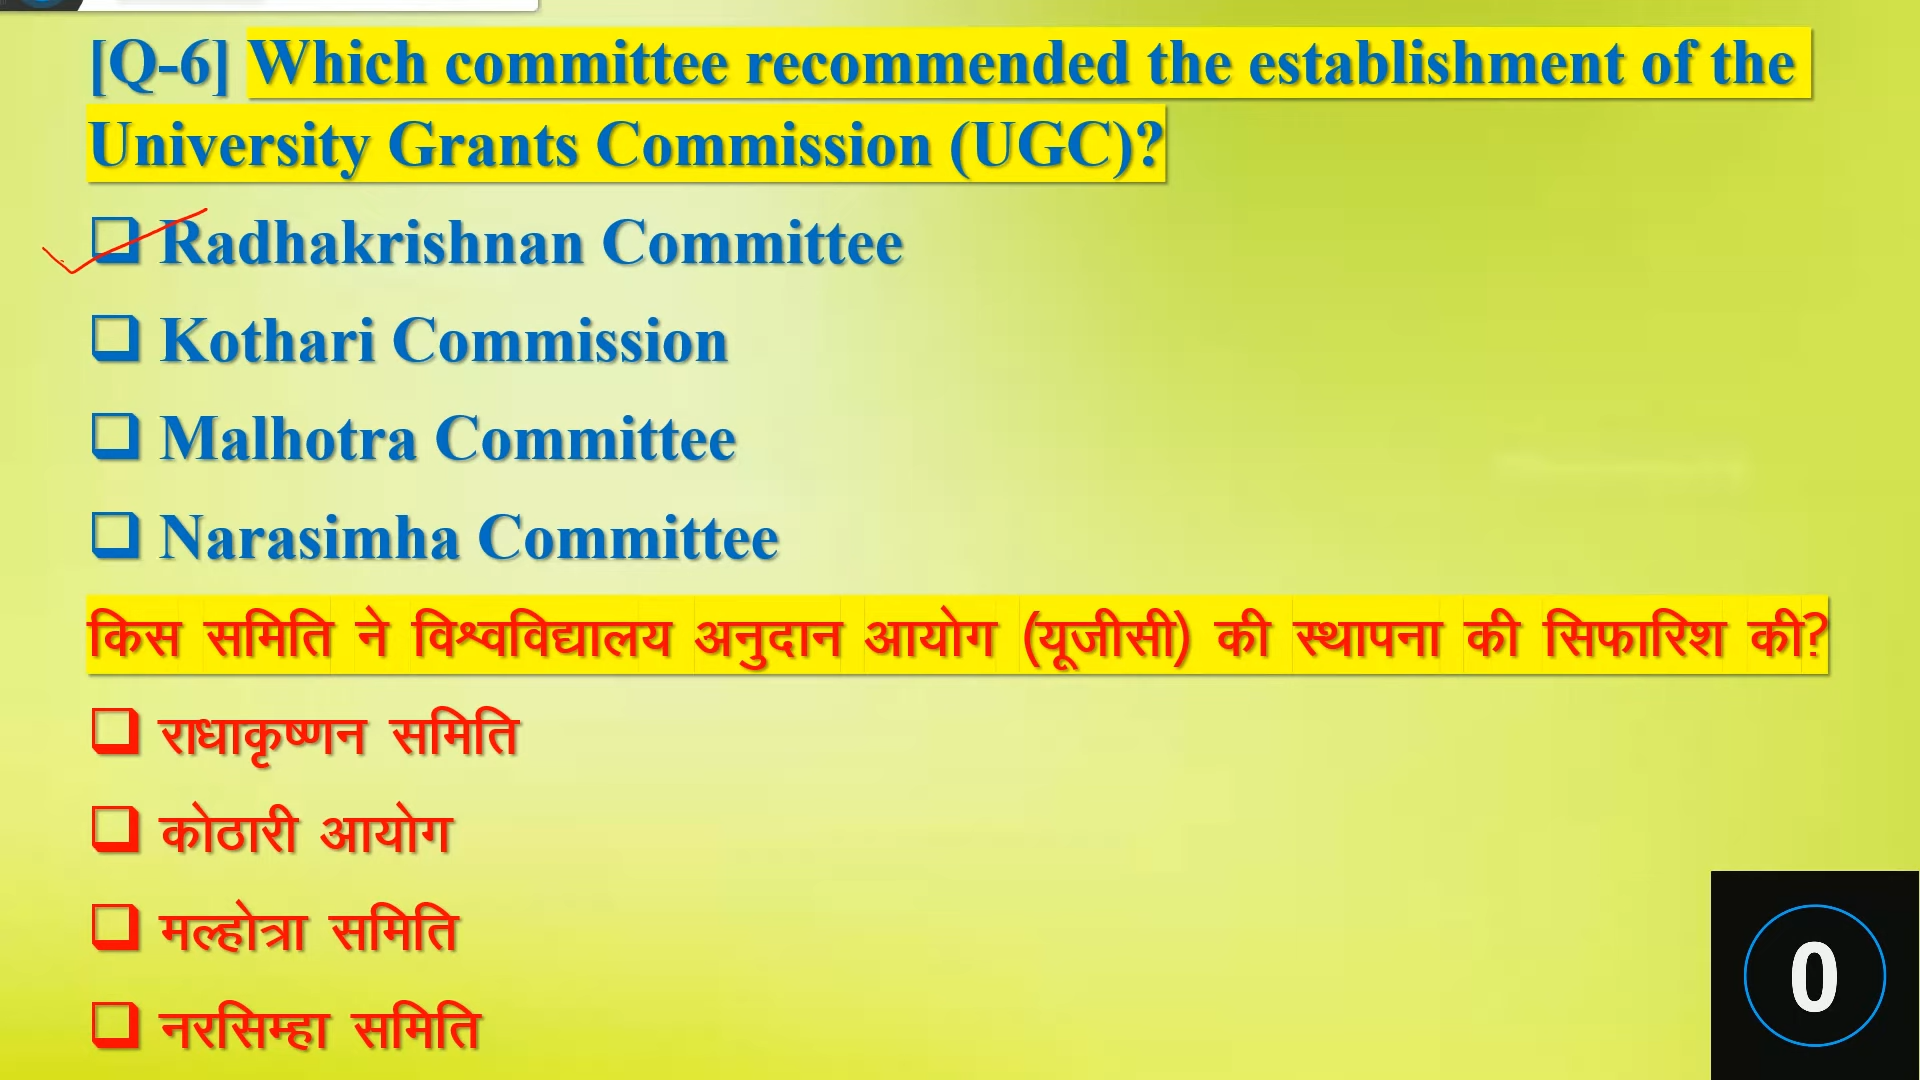 [Q-6] Which committee recommended the establishment of the
University Grants Commission (UGC)?
Radhakrishnan Committee
Kothari Commission
Malhotra Committee
Narasimha Committee
किस समिति ने विश्वविद्यालय अनुदान आयोग (यूजीसी) की स्थापना की सिफारिश की?
राधाकृष्णन समिति
कोठारी आयोग
मल्होत्रा समिति
नरसिम्हा समिति
0